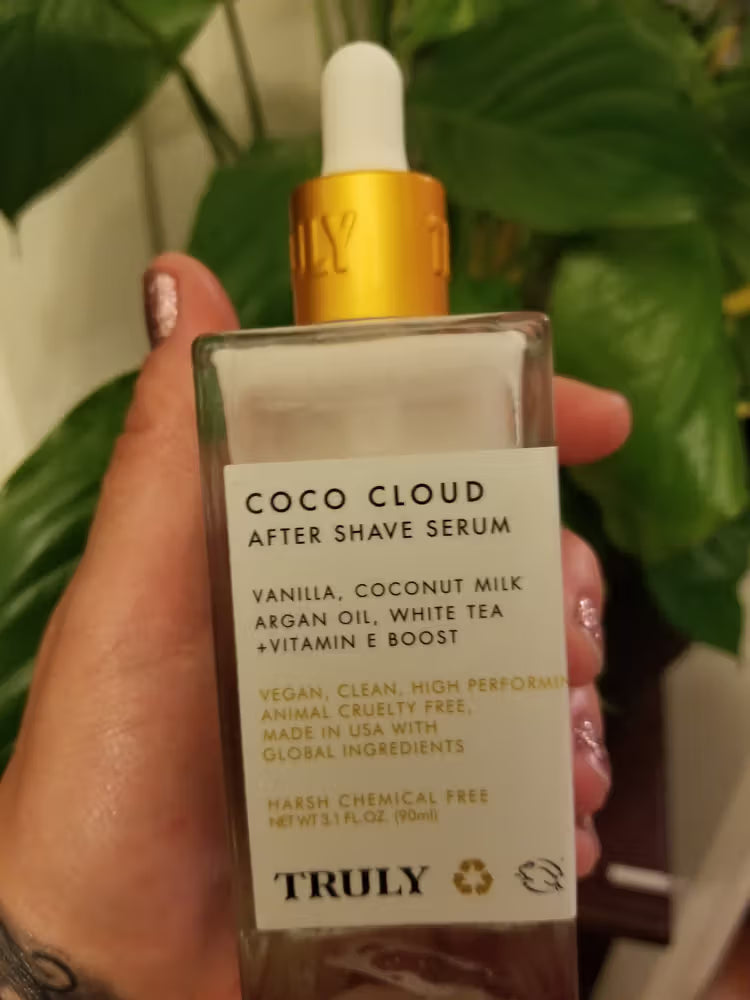 LY T
COCO CLOUD
AFTER SHAVE SERUM
VANILLA, COCONUT MILK
ARGAN OIL, WHITE TEA
+VITAMIN E BOOST
VEGAN, CLEAN, HIGH PERFORMIN
ANIMAL CRUELTY FREE,
MADE IN USA WITH
GLOBAL INGREDIENTS
HARSH CHEMICAL FREE
NET WT 3.1 FL.OZ. (90ml)
TRULY